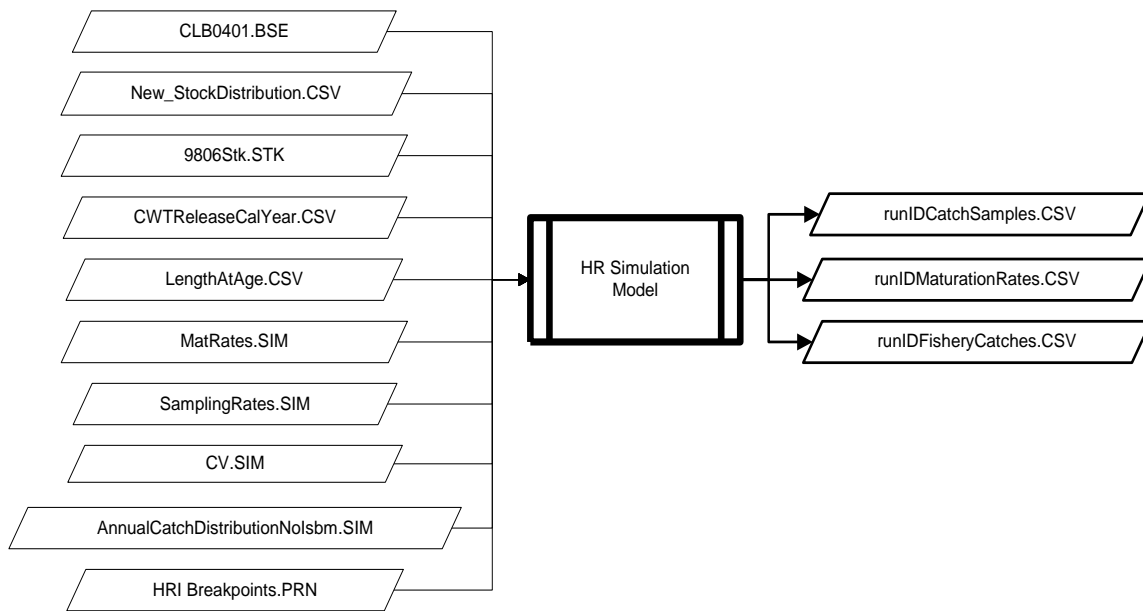 CLB0401.BSE
New_StockDistribution.CSV
9806Stk.STK
CWTReleaseCalYear.CSV
LengthAtAge.CSV
MatRates.SIM
SamplingRates.SIM
CV.SIM
AnnualCatchDistributionNoIsbm.SIM
HRI Breakpoints.PRN
HR Simulation
Model
runIDCatchSamples.CSV
runIDMaturationRates.CSV
runIDFisheryCatches.CSV